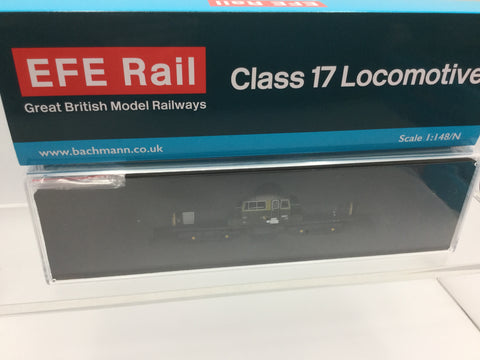 EFE Rail
Class 17 Locomotive
Great British Model Railways
Scale 1:148/N
www.bachmann.co.uk